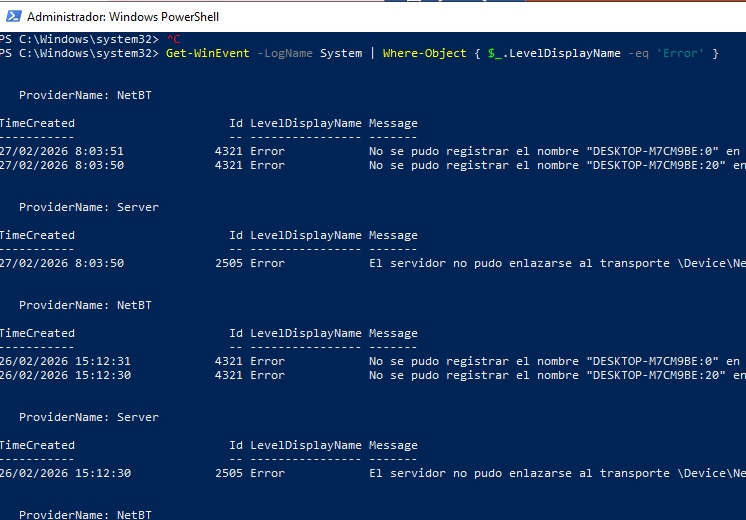 Administrador: Windows PowerShell
PS C:\Windows\system32> ^C
PS C:\Windows\system32> Get-WinEvent -LogName System | Where-Object { $_.LevelDisplayName -eq 'Error' }
ProviderName: NetBT
TimeCreated Id LevelDisplayName Message
----------- -- ---------------- -------
27/02/2026 8:03:51 4321 Error No se pudo registrar el nombre "DESKTOP-M7CM9BE:0" en
27/02/2026 8:03:50 4321 Error No se pudo registrar el nombre "DESKTOP-M7CM9BE:20" en
ProviderName: Server
TimeCreated Id LevelDisplayName Message
----------- -- ---------------- -------
27/02/2026 8:03:50 2505 Error El servidor no pudo enlazarse al transporte \Device\Ne
ProviderName: NetBT
TimeCreated Id LevelDisplayName Message
----------- -- ---------------- -------
26/02/2026 15:12:31 4321 Error No se pudo registrar el nombre "DESKTOP-M7CM9BE:0" en
26/02/2026 15:12:30 4321 Error No se pudo registrar el nombre "DESKTOP-M7CM9BE:20" en
ProviderName: Server
TimeCreated Id LevelDisplayName Message
----------- -- ---------------- -------
26/02/2026 15:12:30 2505 Error El servidor no pudo enlazarse al transporte \Device\Ne
ProviderName: NetBT